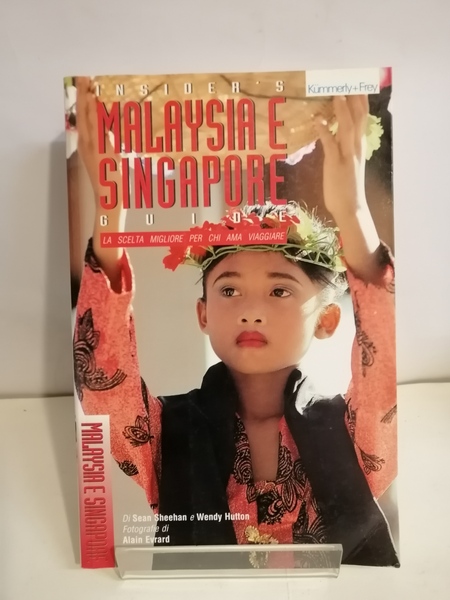 INSIDER'S
Kümmerly+Frey
MALAYSIA E
SINGAPORE
GUIDE
LA SCELTA MIGLIORE PER CHI AMA VIAGGIARE
MALAYSIA E SINGAPORE
Di Sean Sheehan e Wendy Hutton
Fotografie di
Alain Evrard